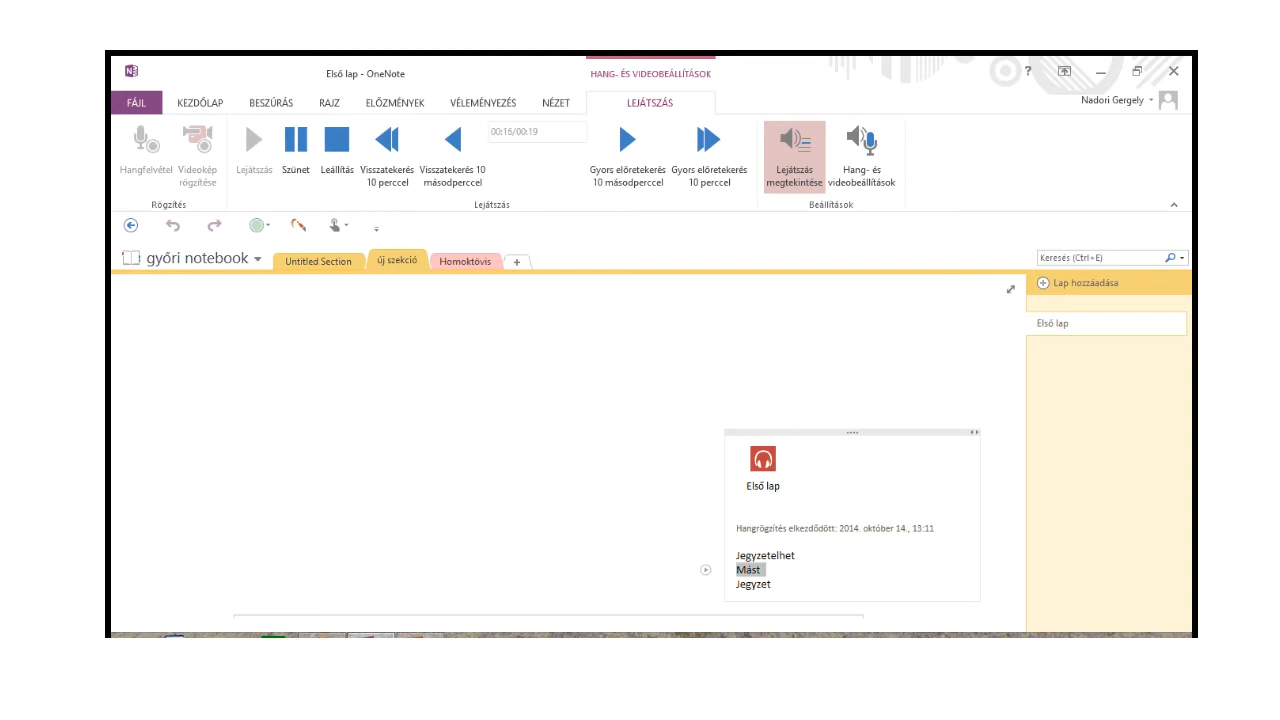 Első lap - OneNote
HANG- ÉS VIDEOBEÁLLÍTÁSOK
?
FÁJL KEZDŐLAP BESZÚRÁS RAJZ ELŐZMÉNYEK VÉLEMÉNYEZÉS NÉZET LEJÁTSZÁS
Nadori Gergely
00:16/00:19
Hangfelvétel Videokép rögzítése
Lejátszás Szünet Leállítás Visszatekerés 10 perccel Visszatekerés 10 másodperccel Gyors előretekerés 10 másodperccel Gyors előretekerés 10 perccel
Lejátszás megtekintése Hang- és videobeállítások
Rögzítés Lejátszás Beállítások
győri notebook Untitled Section új szekció Homoktövis +
Keresés (Ctrl+E)
Lap hozzáadása
Első lap
Első lap
Hangrögzítés elkezdődött: 2014. október 14., 13:11
Jegyzetelhet
Mást
Jegyzet